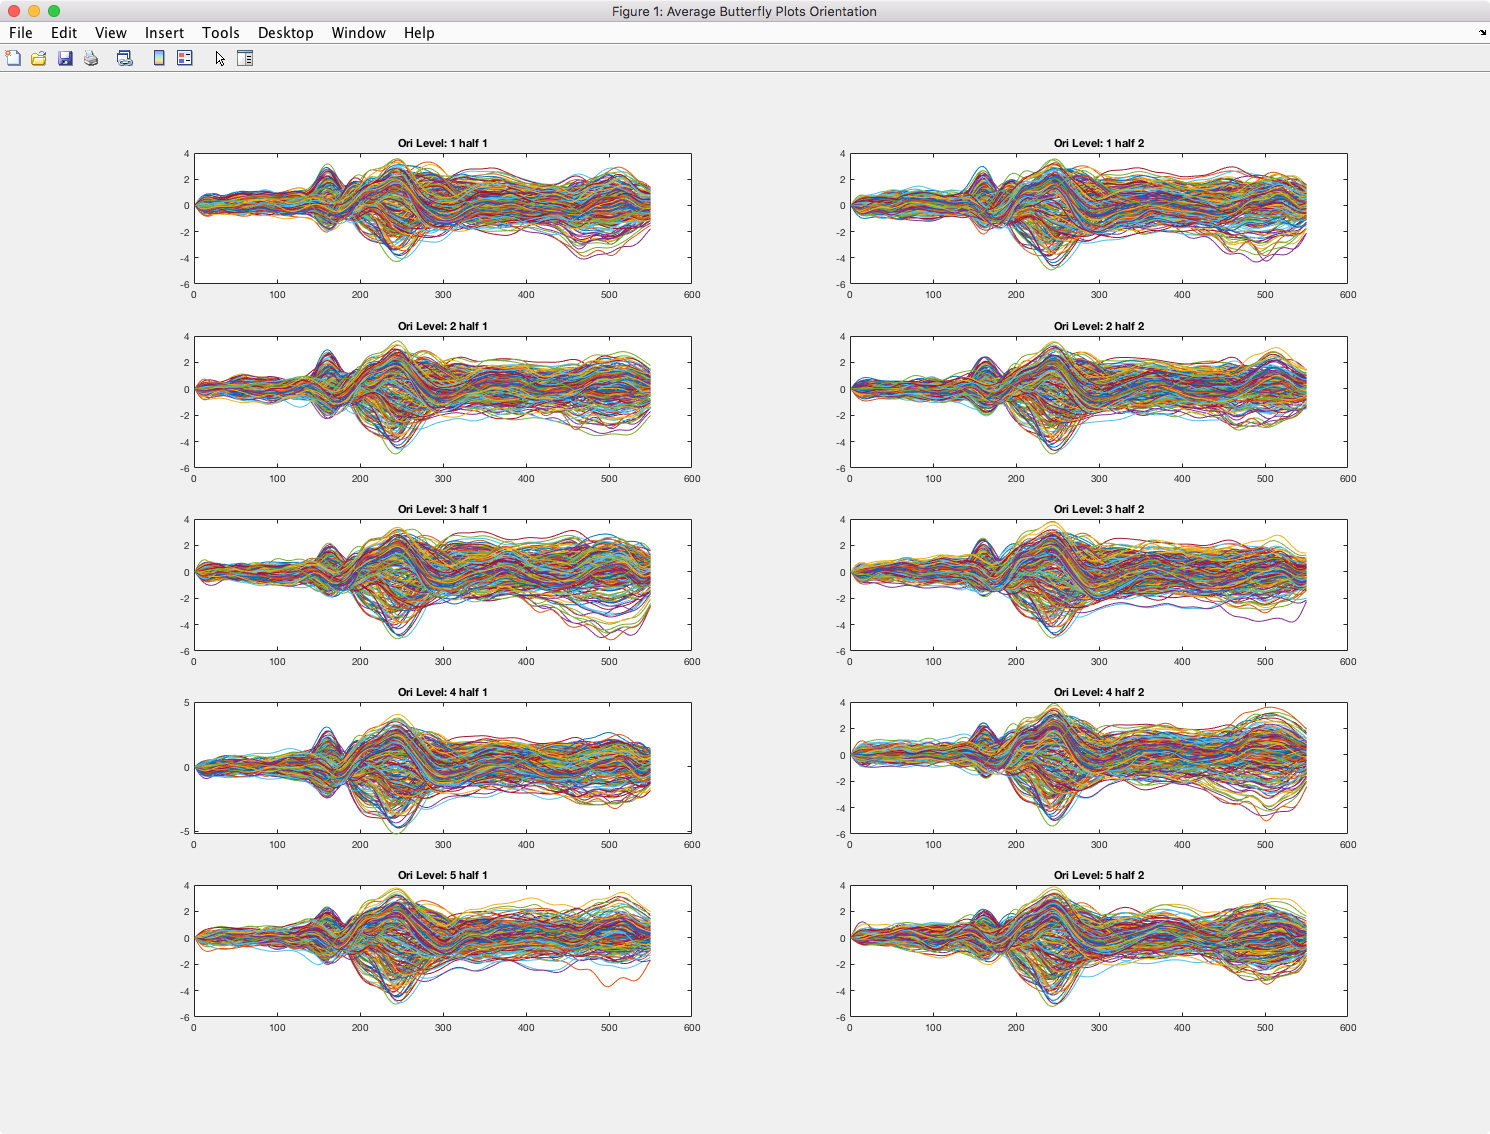 Figure 1: Average Butterfly Plots Orientation
File Edit View Insert Tools Desktop Window Help
Ori Level: 1 half 1
4
2
0
-2
-4
-6
0 100 200 300 400 500 600
Ori Level: 1 half 2
4
2
0
-2
-4
-6
0 100 200 300 400 500 600
Ori Level: 2 half 1
4
2
0
-2
-4
-6
0 100 200 300 400 500 600
Ori Level: 2 half 2
4
2
0
-2
-4
-6
0 100 200 300 400 500 600
Ori Level: 3 half 1
4
2
0
-2
-4
-6
0 100 200 300 400 500 600
Ori Level: 3 half 2
4
2
0
-2
-4
-6
0 100 200 300 400 500 600
Ori Level: 4 half 1
5
0
-5
0 100 200 300 400 500 600
Ori Level: 4 half 2
4
2
0
-2
-4
-6
0 100 200 300 400 500 600
Ori Level: 5 half 1
4
2
0
-2
-4
-6
0 100 200 300 400 500 600
Ori Level: 5 half 2
4
2
0
-2
-4
-6
0 100 200 300 400 500 600